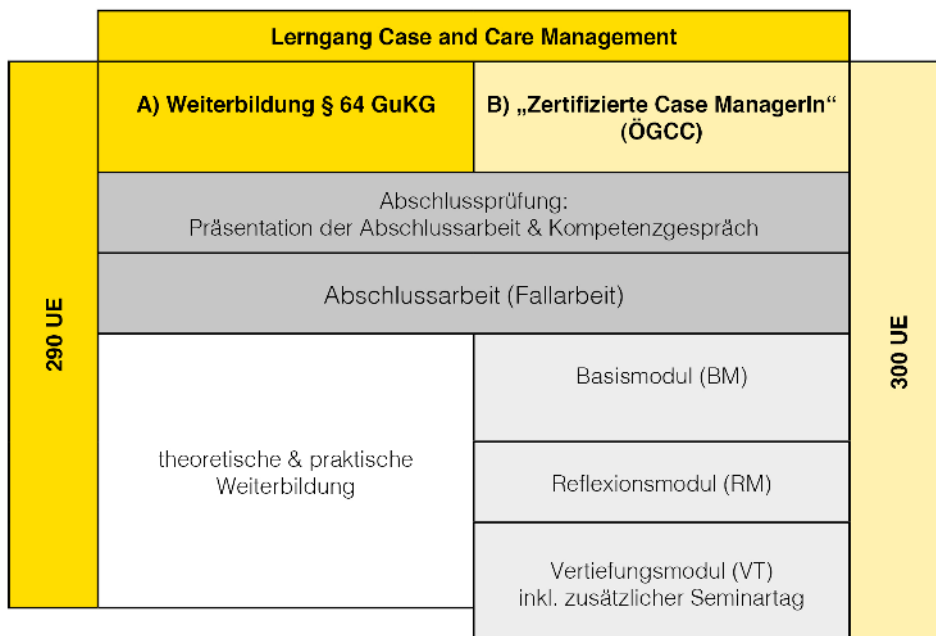 Lerngang Case and Care Management
A) Weiterbildung § 64 GuKG
B) „Zertifizierte Case ManagerIn“
(ÖGCC)
Abschlussprüfung:
Präsentation der Abschlussarbeit & Kompetenzgespräch
Abschlussarbeit (Fallarbeit)
290 UE
300 UE
theoretische & praktische
Weiterbildung
Basismodul (BM)
Reflexionsmodul (RM)
Vertiefungsmodul (VT)
inkl. zusätzlicher Seminartag